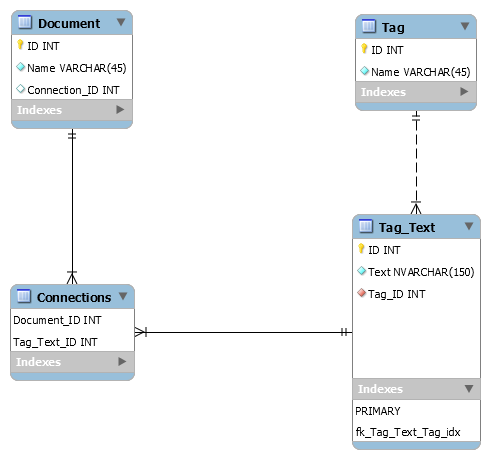 Document
ID INT
Name VARCHAR(45)
Connection_ID INT
Indexes
Tag
ID INT
Name VARCHAR(45)
Indexes
Tag_Text
ID INT
Text NVARCHAR(150)
Tag_ID INT
Indexes
PRIMARY
fk_Tag_Text_Tag_idx
Connections
Document_ID INT
Tag_Text_ID INT
Indexes